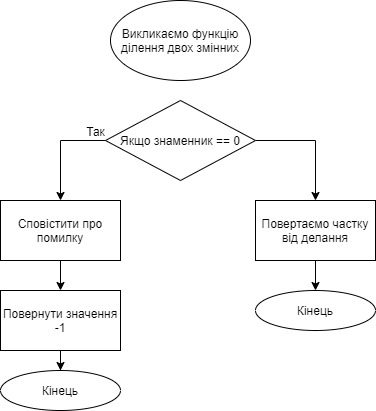 Викликаємо функцію
ділення двох змінних
Так
Якщо знаменник == 0
Сповістити про
помилку
Повертаємо частку
від делання
Повернути значення
-1
Кінець
Кінець